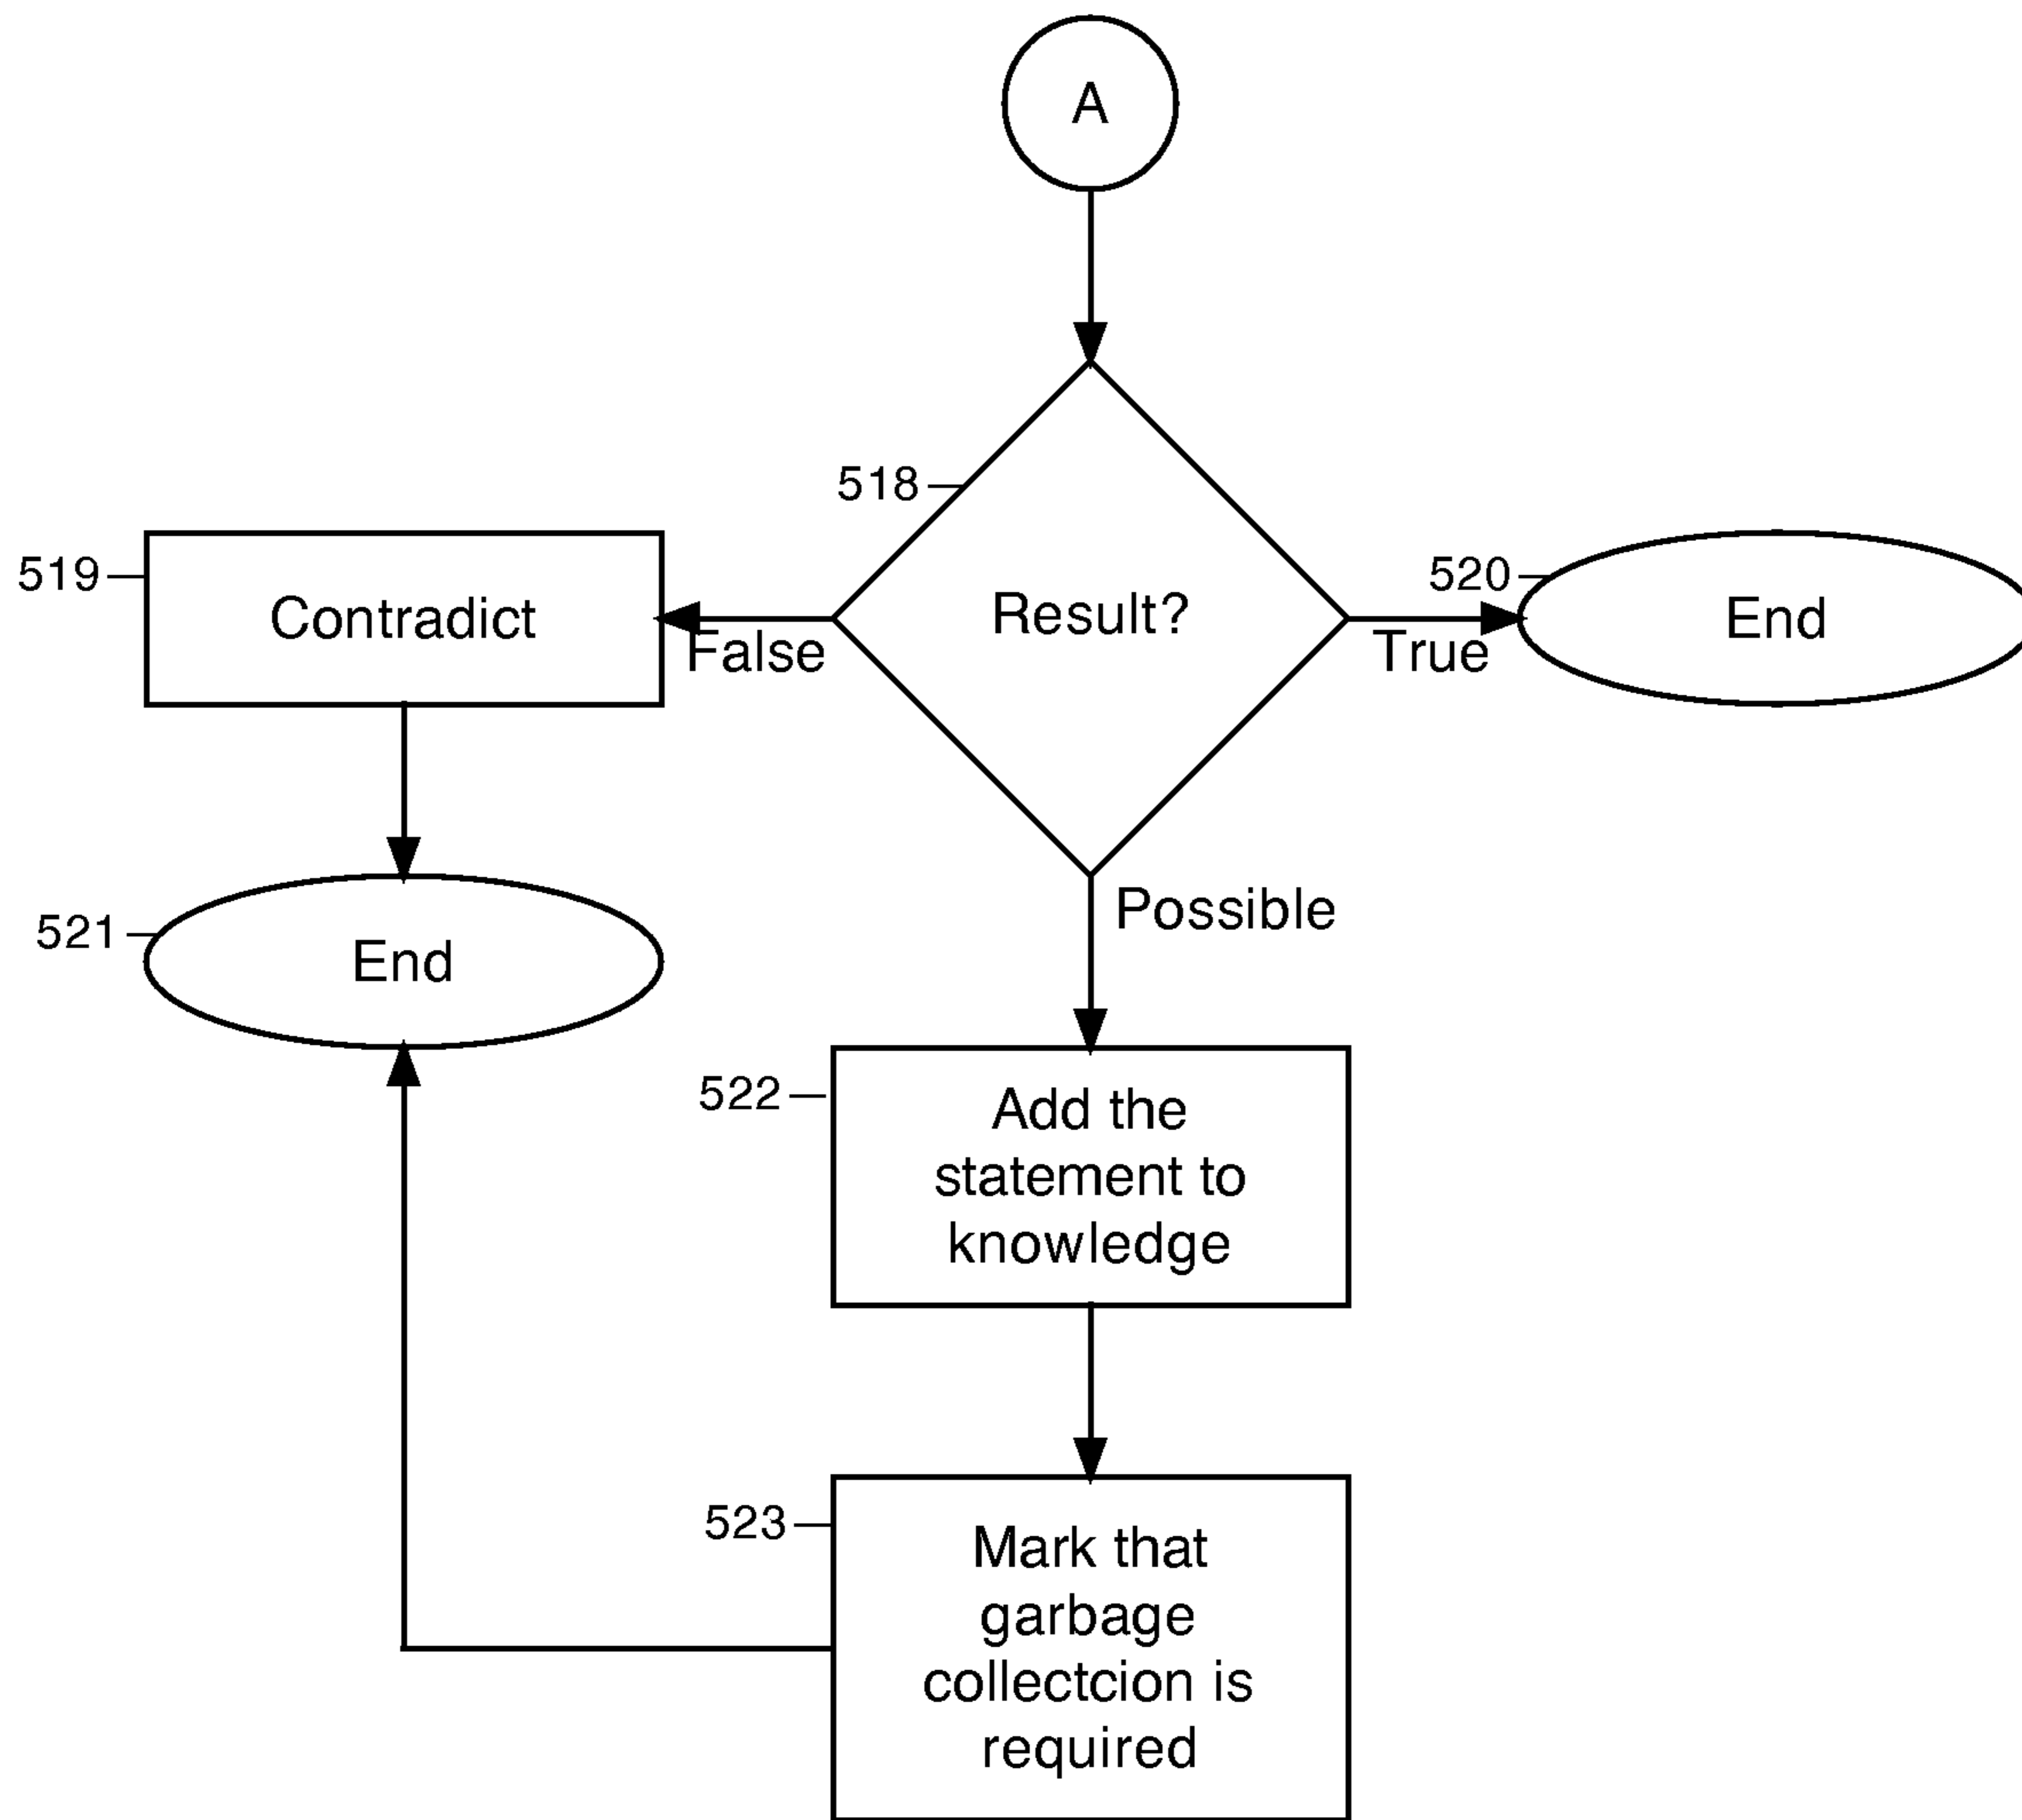 A
518
Result?
519
Contradict
False
True
520
End
521
End
Possible
522
Add the
statement to
knowledge
523
Mark that
garbage
collectcion is
required